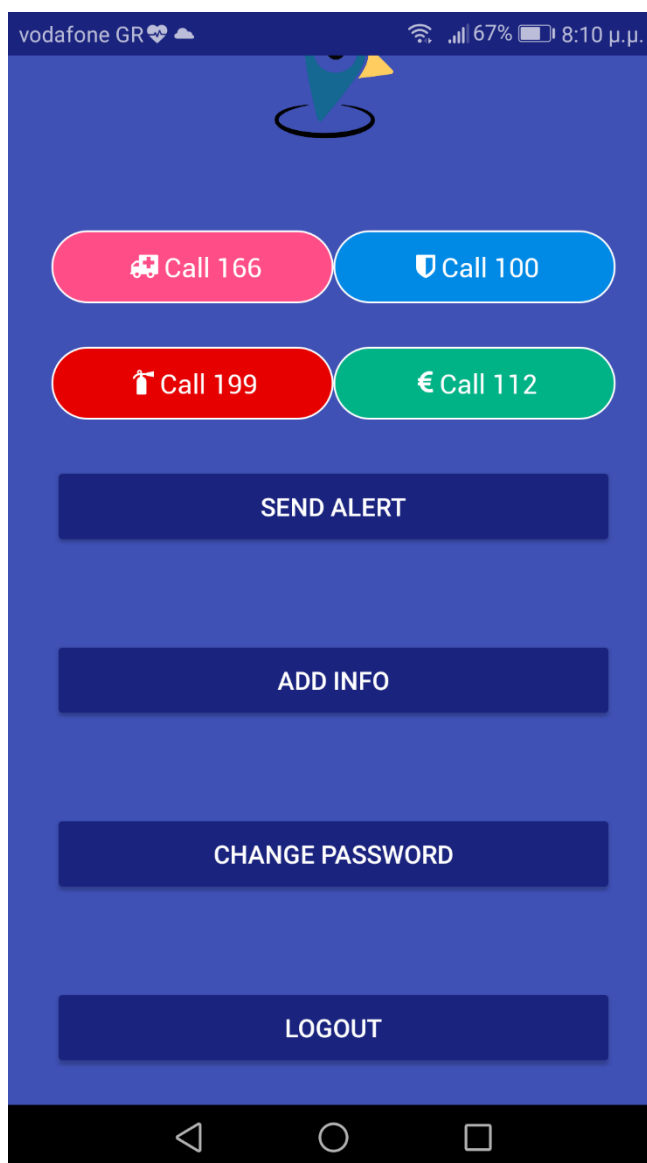 vodafone GR 67% 8:10 μ.μ.
Call 166 Call 100
Call 199 € Call 112
SEND ALERT
ADD INFO
CHANGE PASSWORD
LOGOUT